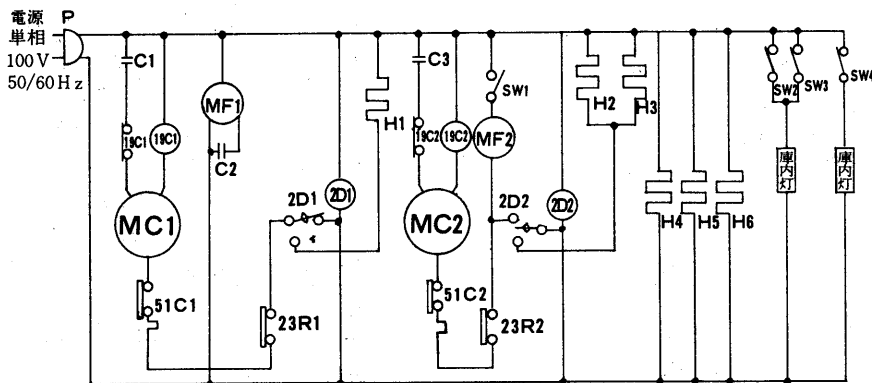 電源 P
単相
100V
50/60Hz
C1
19C1
19C1
MC1
51C1
MF1
C2
23R1
2D1
2D1
H1
C3
19C2
19C2
MC2
51C2
SW1
MF2
23R2
2D2
2D2
H2
H3
H4
H5
H6
SW2
SW3
庫内灯
SW4
庫内灯